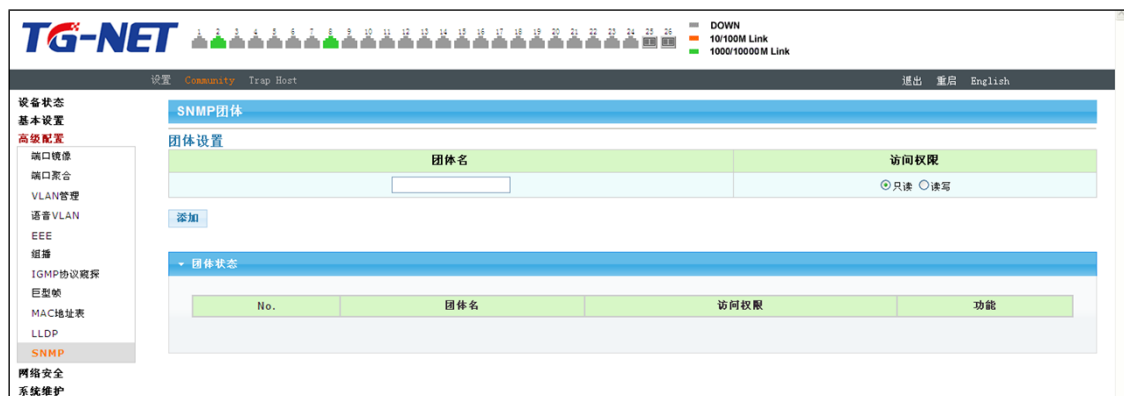 TG-NET
1 2 3 4 5 6 7 8 9 10 11 12 13 14 15 16 17 18 19 20 21 22 23 24 25 26
DOWN
10/100M Link
1000/10000M Link
设置 Community Trap Host
退出 重启 English
设备状态
基本设置
高级配置
端口镜像
端口聚合
VLAN管理
语音VLAN
EEE
组播
IGMP协议窥探
巨型帧
MAC地址表
LLDP
SNMP
网络安全
系统维护
SNMP团体
团体设置
团体名 访问权限
只读 读写
添加
团体状态
No. 团体名 访问权限 功能